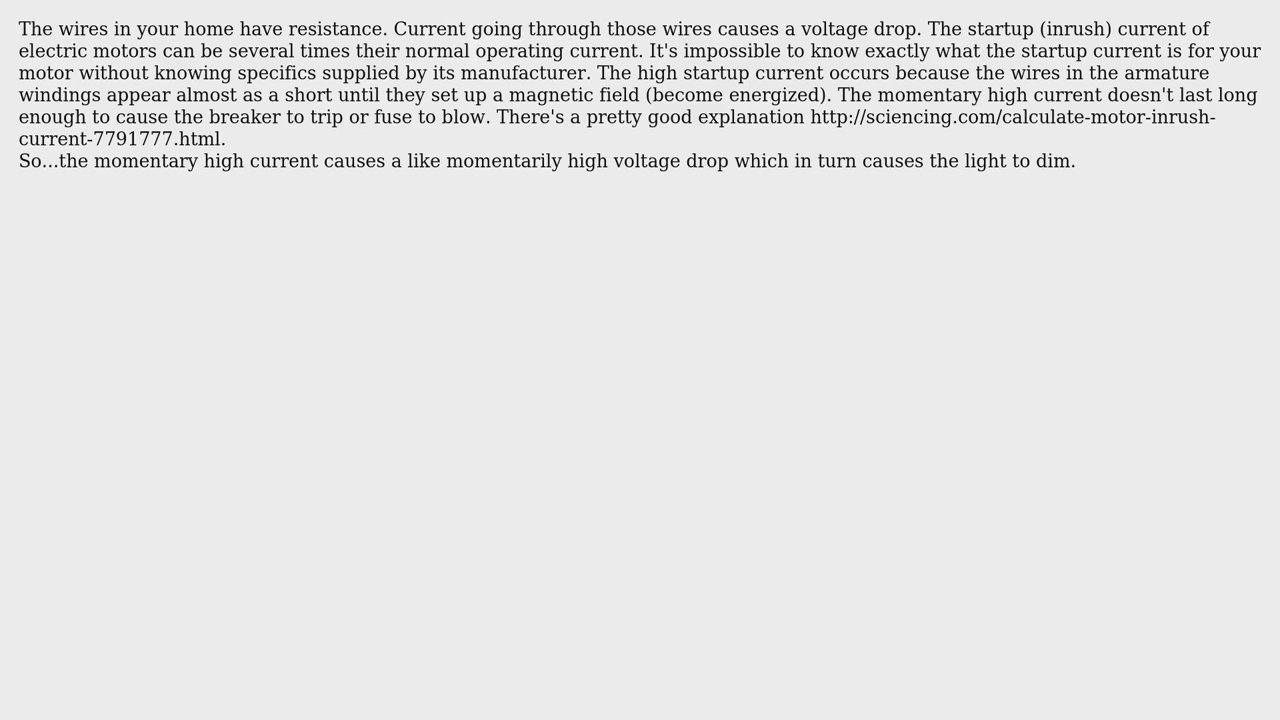 The wires in your home have resistance. Current going through those wires causes a voltage drop. The startup (inrush) current of
electric motors can be several times their normal operating current. It's impossible to know exactly what the startup current is for your
motor without knowing specifics supplied by its manufacturer. The high startup current occurs because the wires in the armature
windings appear almost as a short until they set up a magnetic field (become energized). The momentary high current doesn't last long
enough to cause the breaker to trip or fuse to blow. There's a pretty good explanation http://sciencing.com/calculate-motor-inrush-
current-7791777.html.
So...the momentary high current causes a like momentarily high voltage drop which in turn causes the light to dim.